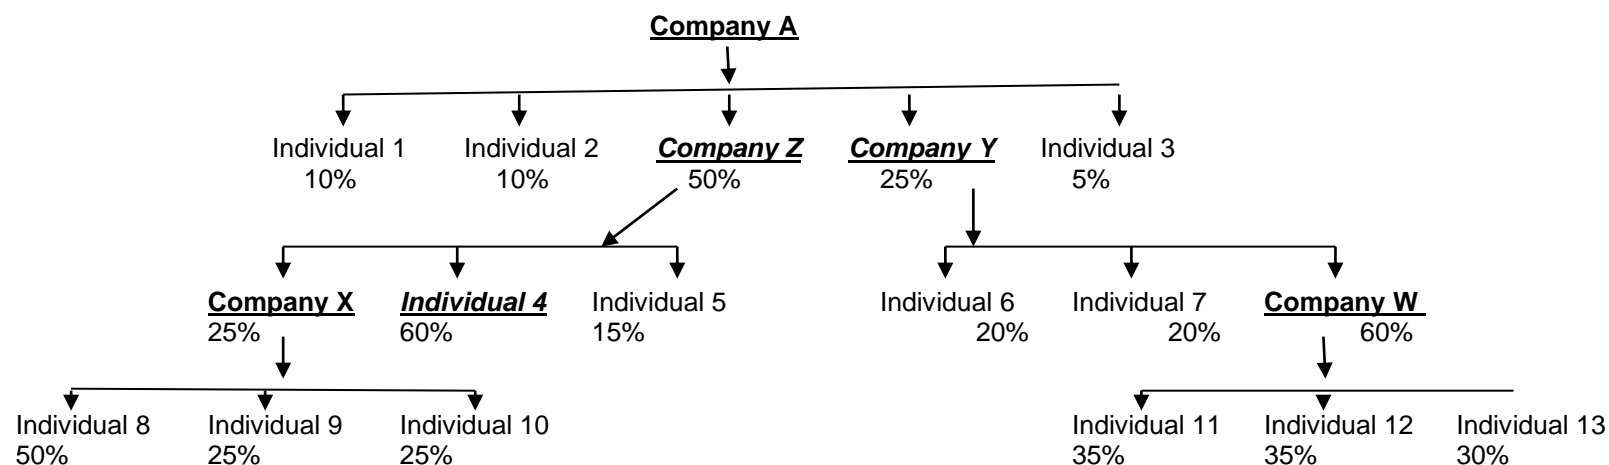 Company A
Individual 1 Individual 2 Company Z Company Y Individual 3
10% 10% 50% 25% 5%
Company X Individual 4 Individual 5 Individual 6 Individual 7 Company W
25% 60% 15% 20% 20% 60%
Individual 8 Individual 9 Individual 10 Individual 11 Individual 12 Individual 13
50% 25% 25% 35% 35% 30%